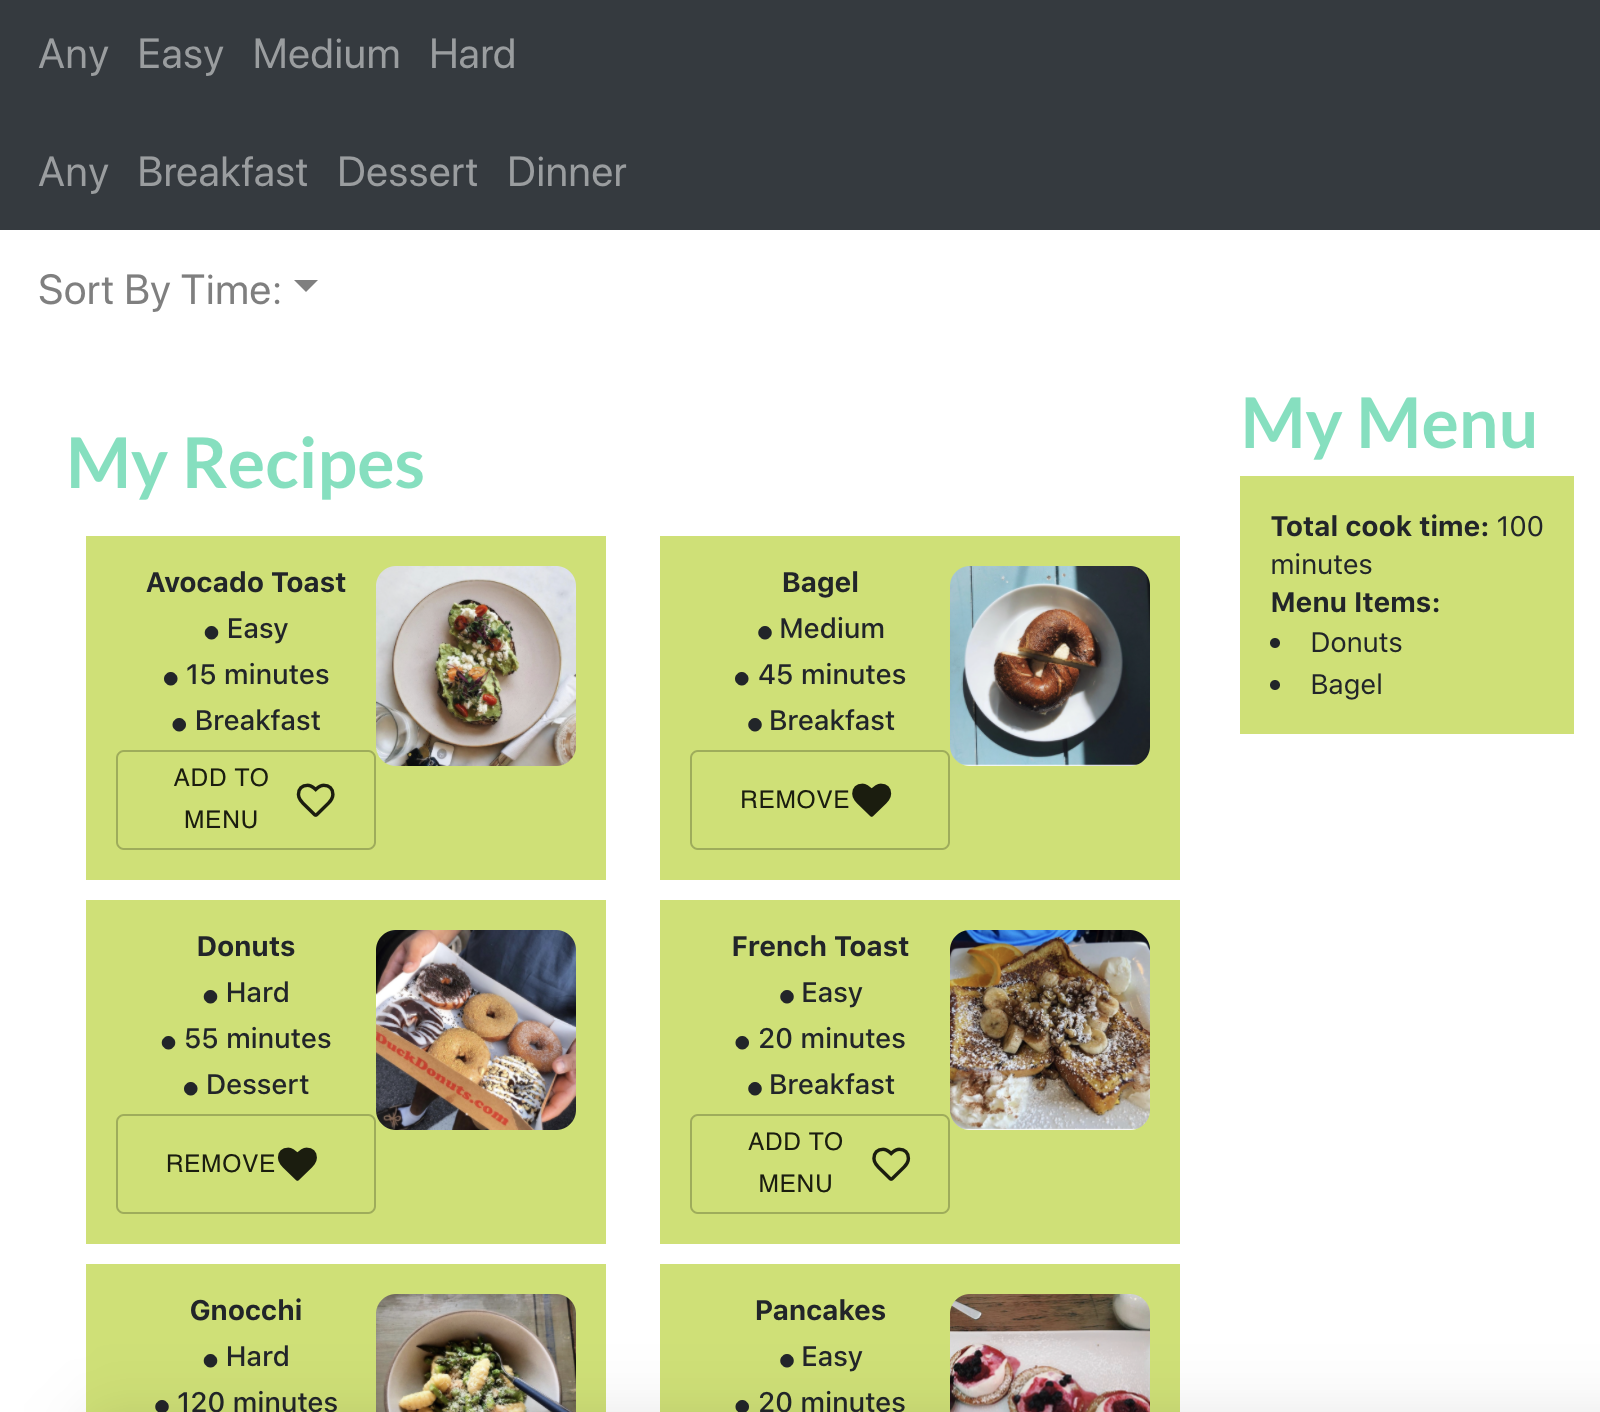 Any Easy Medium Hard
Any Breakfast Dessert Dinner
Sort By Time:
My Recipes
Avocado Toast
● Easy
● 15 minutes
● Breakfast
ADD TO
MENU
Bagel
● Medium
● 45 minutes
● Breakfast
REMOVE
Donuts
● Hard
● 55 minutes
● Dessert
REMOVE
DuckDonuts.com
French Toast
● Easy
● 20 minutes
● Breakfast
ADD TO
MENU
Gnocchi
● Hard
● 120 minutes
Pancakes
● Easy
● 20 minutes
My Menu
Total cook time: 100
minutes
Menu Items:
• Donuts
• Bagel